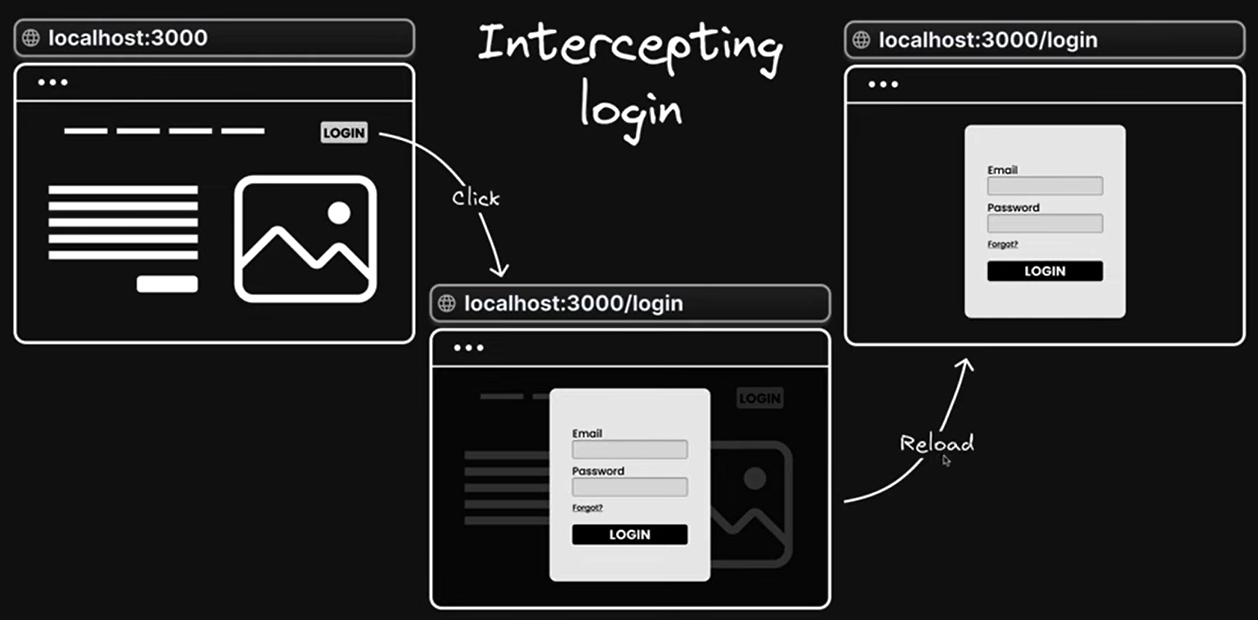 localhost:3000
LOGIN
Intercepting
login
Click
localhost:3000/login
LOGIN
Email
Password
Forgot?
LOGIN
Reload
localhost:3000/login
Email
Password
Forgot?
LOGIN